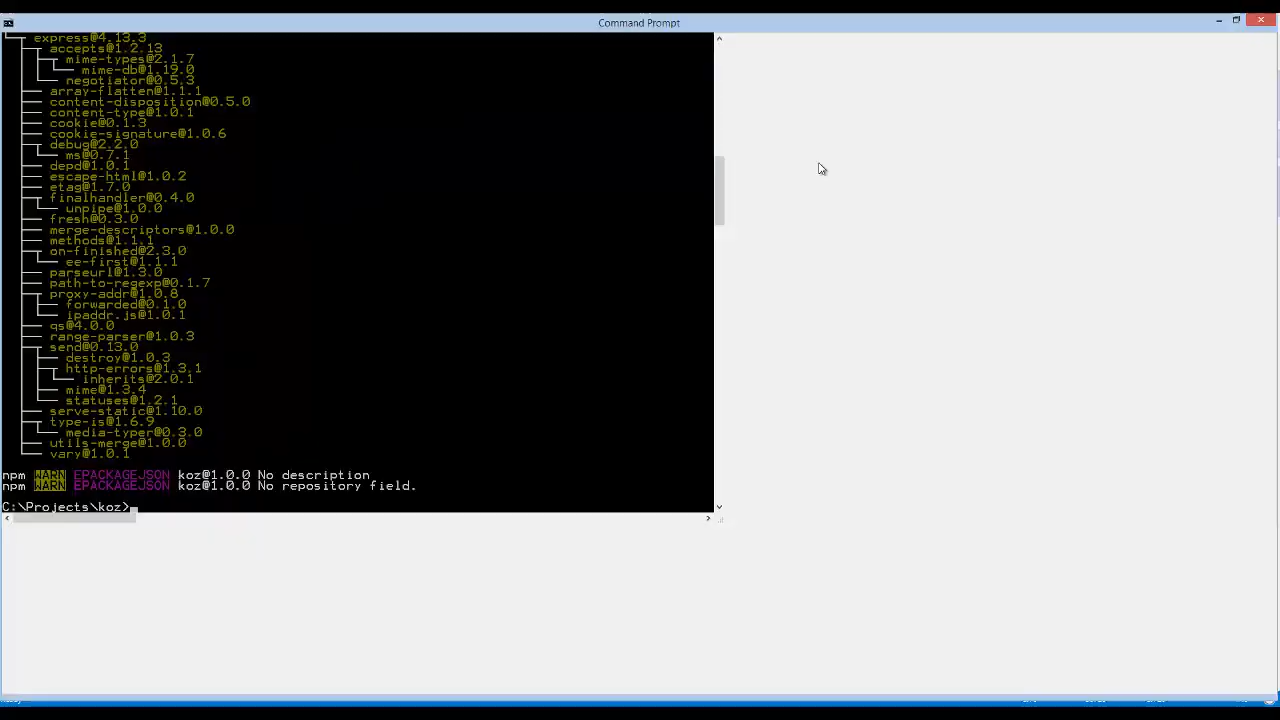 Command Prompt
express@4.13.3
accepts@1.2.13
mime-types@2.1.7
mime-db@1.19.0
negotiator@0.5.3
array-flatten@1.1.1
content-disposition@0.5.0
content-type@1.0.1
cookie@0.1.3
cookie-signature@1.0.6
debug@2.2.0
ms@0.7.1
depd@1.0.1
escape-html@1.0.2
etag@1.7.0
finalhandler@0.4.0
unpipe@1.0.0
fresh@0.3.0
merge-descriptors@1.0.0
methods@1.1.1
on-finished@2.3.0
ee-first@1.1.1
parseurl@1.3.0
path-to-regexp@0.1.7
proxy-addr@1.0.8
forwarded@0.1.0
ipaddr.js@1.0.1
qs@4.0.0
range-parser@1.0.3
send@0.13.0
destroy@1.0.3
http-errors@1.3.1
inherits@2.0.1
mime@1.3.4
statuses@1.2.1
serve-static@1.10.0
type-is@1.6.9
media-typer@0.3.0
utils-merge@1.0.0
vary@1.0.1
npm WARN EPACKAGEJSON koz@1.0.0 No description
npm WARN EPACKAGEJSON koz@1.0.0 No repository field.
C:\Projects\koz>